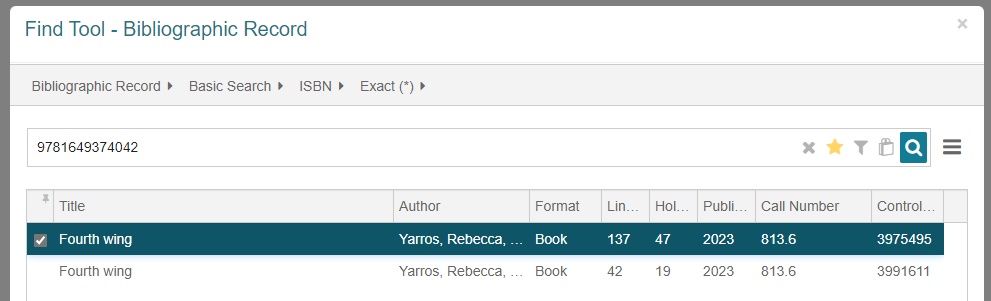 Find Tool - Bibliographic Record ×
Bibliographic Record Basic Search ISBN Exact (*)
9781649374042
Title Author Format Lin... Hol... Publi... Call Number Control...
Fourth wing Yarros, Rebecca, ... Book 137 47 2023 813.6 3975495
Fourth wing Yarros, Rebecca, ... Book 42 19 2023 813.6 3991611